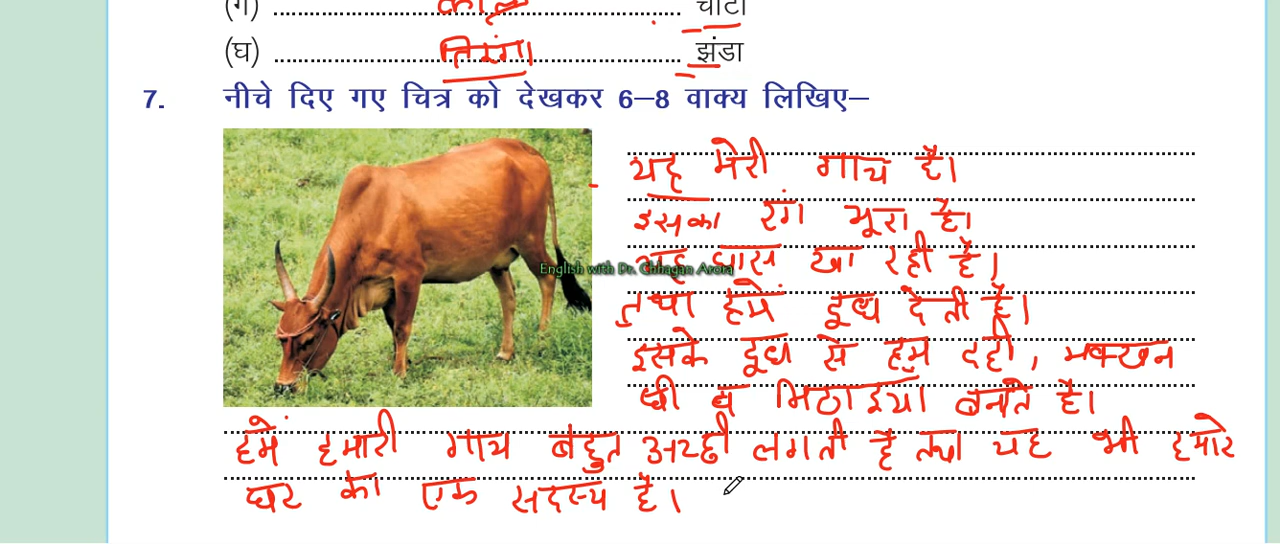 (ग) ........ काला ........ चींटी
(घ) ........ तिरंगा ........ झंडा
7. नीचे दिए गए चित्र को देखकर 6–8 वाक्य लिखिए–
यह मेरी गाय है।
इसका रंग भूरा है।
यह घास खा रही है।
English with Dr. Chhagan Arora
तथा हमें दूध देती है।
इसके दूध से हम दही, मक्खन
घी व मिठाइयाँ बनाते है।
हमें हमारी गाय बहुत अच्छी लगती है तथा यह भी हमारे
घर का एक सदस्य है।